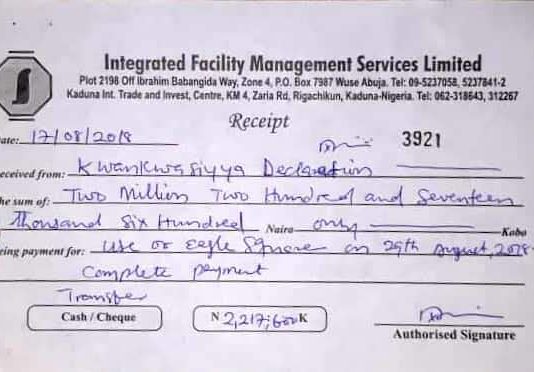 Integrated Facility Management Services Limited
Plot 2198 Off Ibrahim Babangida Way, Zone 4, P.O. Box 7987 Wuse Abuja. Tel: 09-5237058, 5237841-2
Kaduna Int. Trade and Invest, Centre, KM 4, Zaria Rd, Rigachikun, Kaduna-Nigeria. Tel: 062-318643, 312267
Receipt
3921
ate: 17/08/2018
eceived from: Kwankwasiyya Declaration
he sum of: Two Million Two Hundred and Seventeen
Thousand Six Hundred Naira only Kobo
eing payment for: Use of Eagle Square on 29th August, 2018
Complete payment
Transfer
Cash / Cheque N 2,217,600 K
Authorised Signature